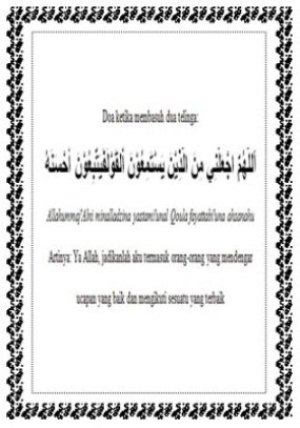 Doa ketika membasuh dua telinga:
اَللّٰهُمَّ اجْعَلْنِي مِنَ الَّذِيْنَ يَسْتَمِعُوْنَ الْقَوْلَ فَيَتَّبِعُوْنَ اَحْسَنَهُ
Allahummaj'Alni minalladzina yastami'unal Qoula fayattabi'una ahsanahu
Artinya: Ya Allah, jadikanlah aku termasuk orang-orang yang mendengar
ucapan yang baik dan mengikuti sesuatu yang terbaik